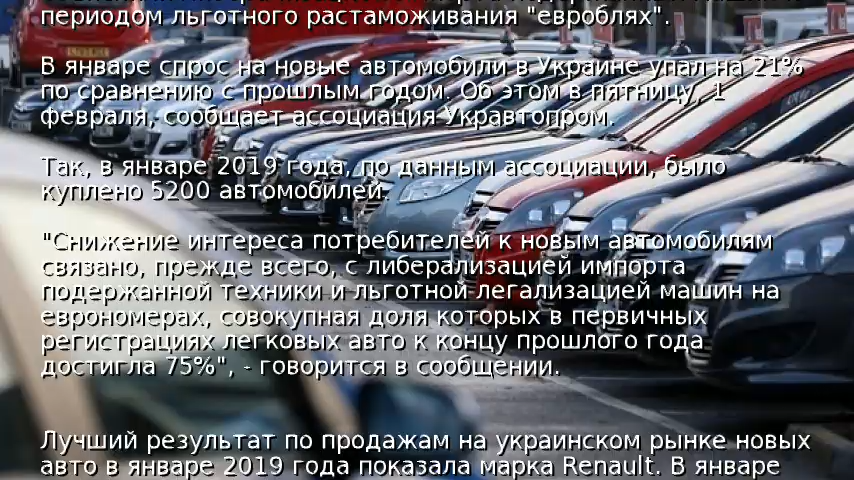 периодом льготного растаможивания "евроблях".
В январе спрос на новые автомобили в Украине упал на 21%
по сравнению с прошлым годом. Об этом в пятницу, 1
февраля, сообщает ассоциация Укравтопром.
Так, в январе 2019 года, по данным ассоциации, было
куплено 5200 автомобилей.
"Снижение интереса потребителей к новым автомобилям
связано, прежде всего, с либерализацией импорта
подержанной техники и льготной легализацией машин на
еврономерах, совокупная доля которых в первичных
регистрациях легковых авто к концу прошлого года
достигла 75%", - говорится в сообщении.
Лучший результат по продажам на украинском рынке новых
авто в январе 2019 года показала марка Renault. В январе